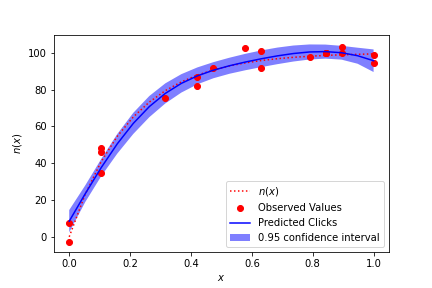 100
80
60
40
20
0
n(x)
n(x)
Observed Values
Predicted Clicks
0.95 confidence interval
0.0 0.2 0.4 0.6 0.8 1.0
x